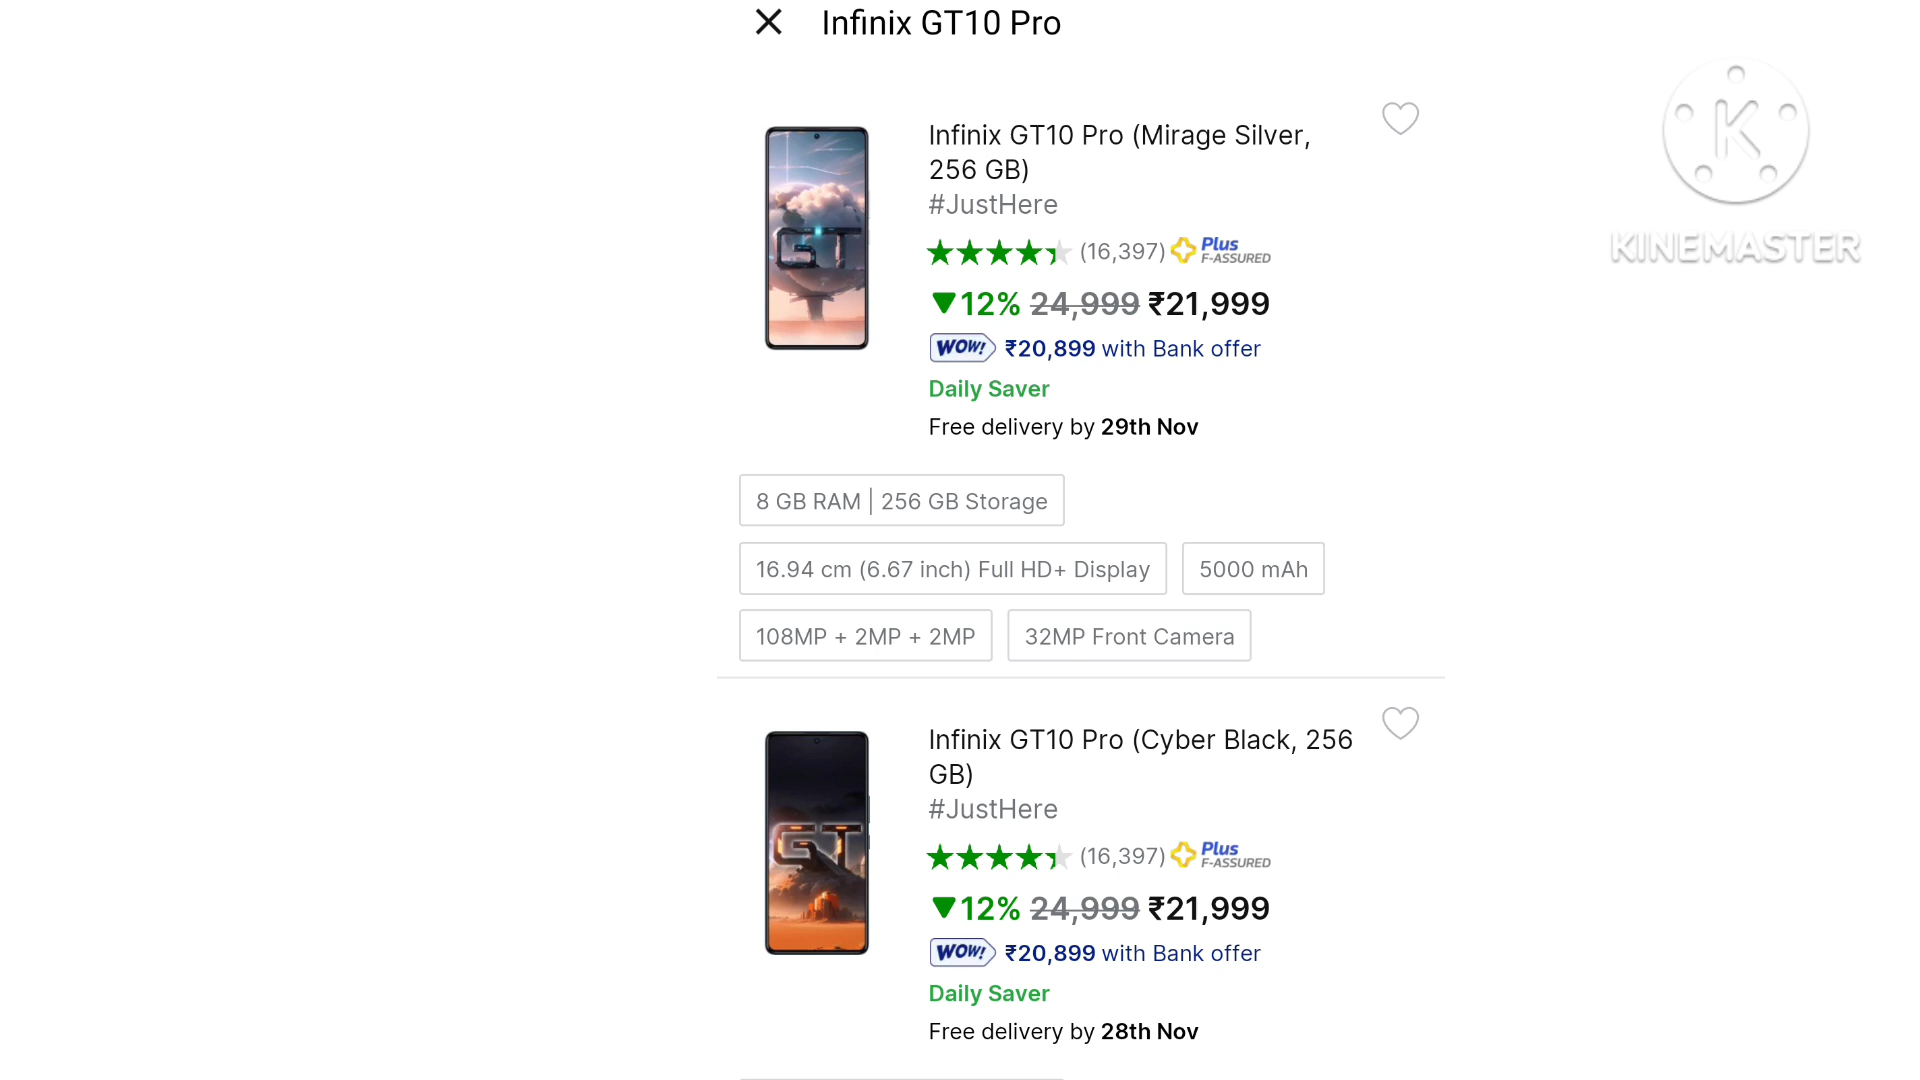 Infinix GT10 Pro
Infinix GT10 Pro (Mirage Silver,
256 GB)
#JustHere
(16,397) Plus F-ASSURED
12% 24,999 ₹21,999
WOW! ₹20,899 with Bank offer
Daily Saver
Free delivery by 29th Nov
8 GB RAM | 256 GB Storage
16.94 cm (6.67 inch) Full HD+ Display 5000 mAh
108MP + 2MP + 2MP 32MP Front Camera
GT
Infinix GT10 Pro (Cyber Black, 256
GB)
#JustHere
(16,397) Plus F-ASSURED
12% 24,999 ₹21,999
WOW! ₹20,899 with Bank offer
Daily Saver
Free delivery by 28th Nov
GT
K
KINEMASTER